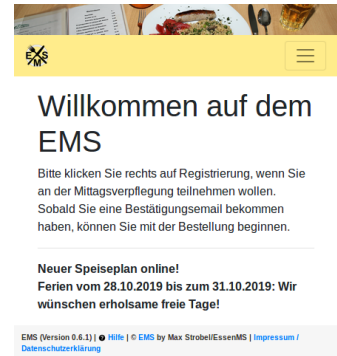 E S
M
Willkommen auf dem
EMS
Bitte klicken Sie rechts auf Registrierung, wenn Sie
an der Mittagsverpflegung teilnehmen wollen.
Sobald Sie eine Bestätigungsemail bekommen
haben, können Sie mit der Bestellung beginnen.
Neuer Speiseplan online!
Ferien vom 28.10.2019 bis zum 31.10.2019: Wir
wünschen erholsame freie Tage!
EMS (Version 0.6.1) | ? Hilfe | © EMS by Max Strobel/EssenMS | Impressum /
Datenschutzerklärung